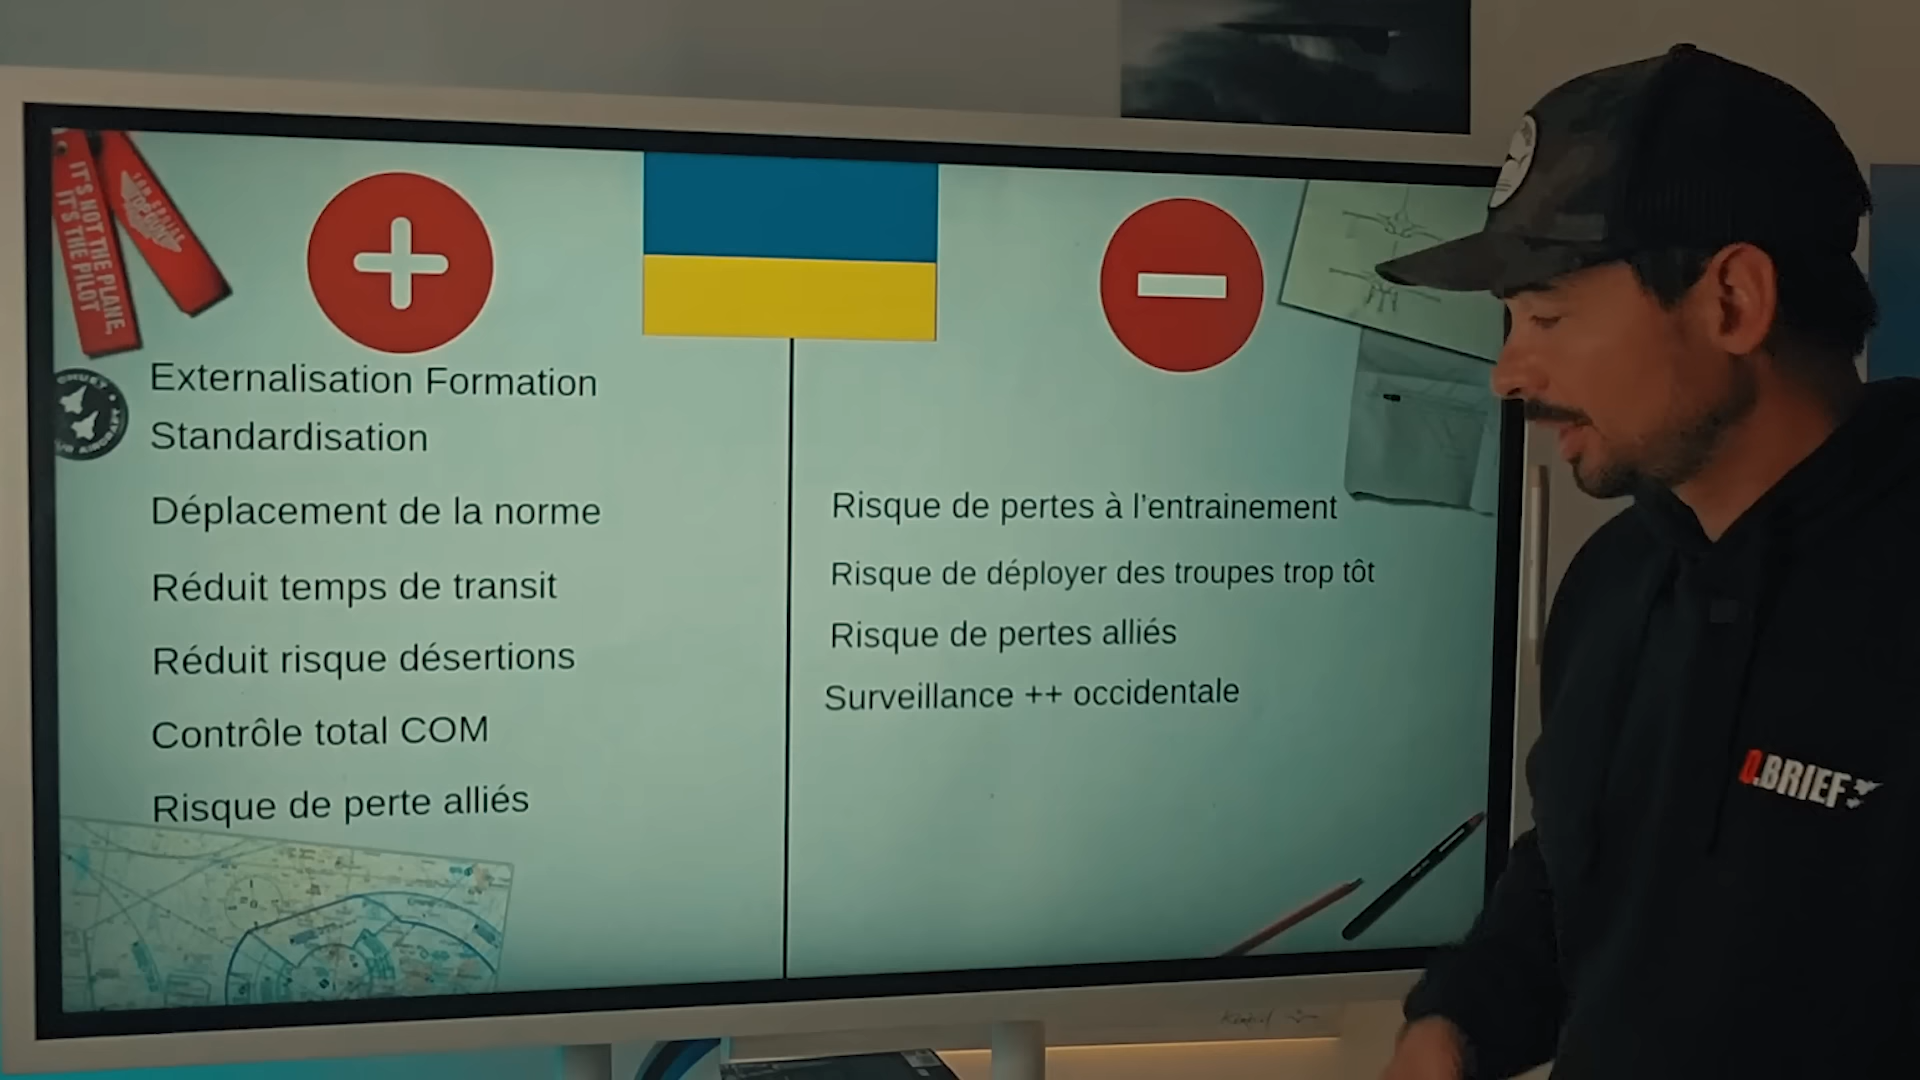 IT'S NOT THE PLANE,
IT'S THE PILOT
Externalisation Formation
Standardisation
Déplacement de la norme
Réduit temps de transit
Réduit risque désertions
Contrôle total COM
Risque de perte alliés
Risque de pertes à l'entrainement
Risque de déployer des troupes trop tôt
Risque de pertes alliés
Surveillance ++ occidentale
D.BRIEF